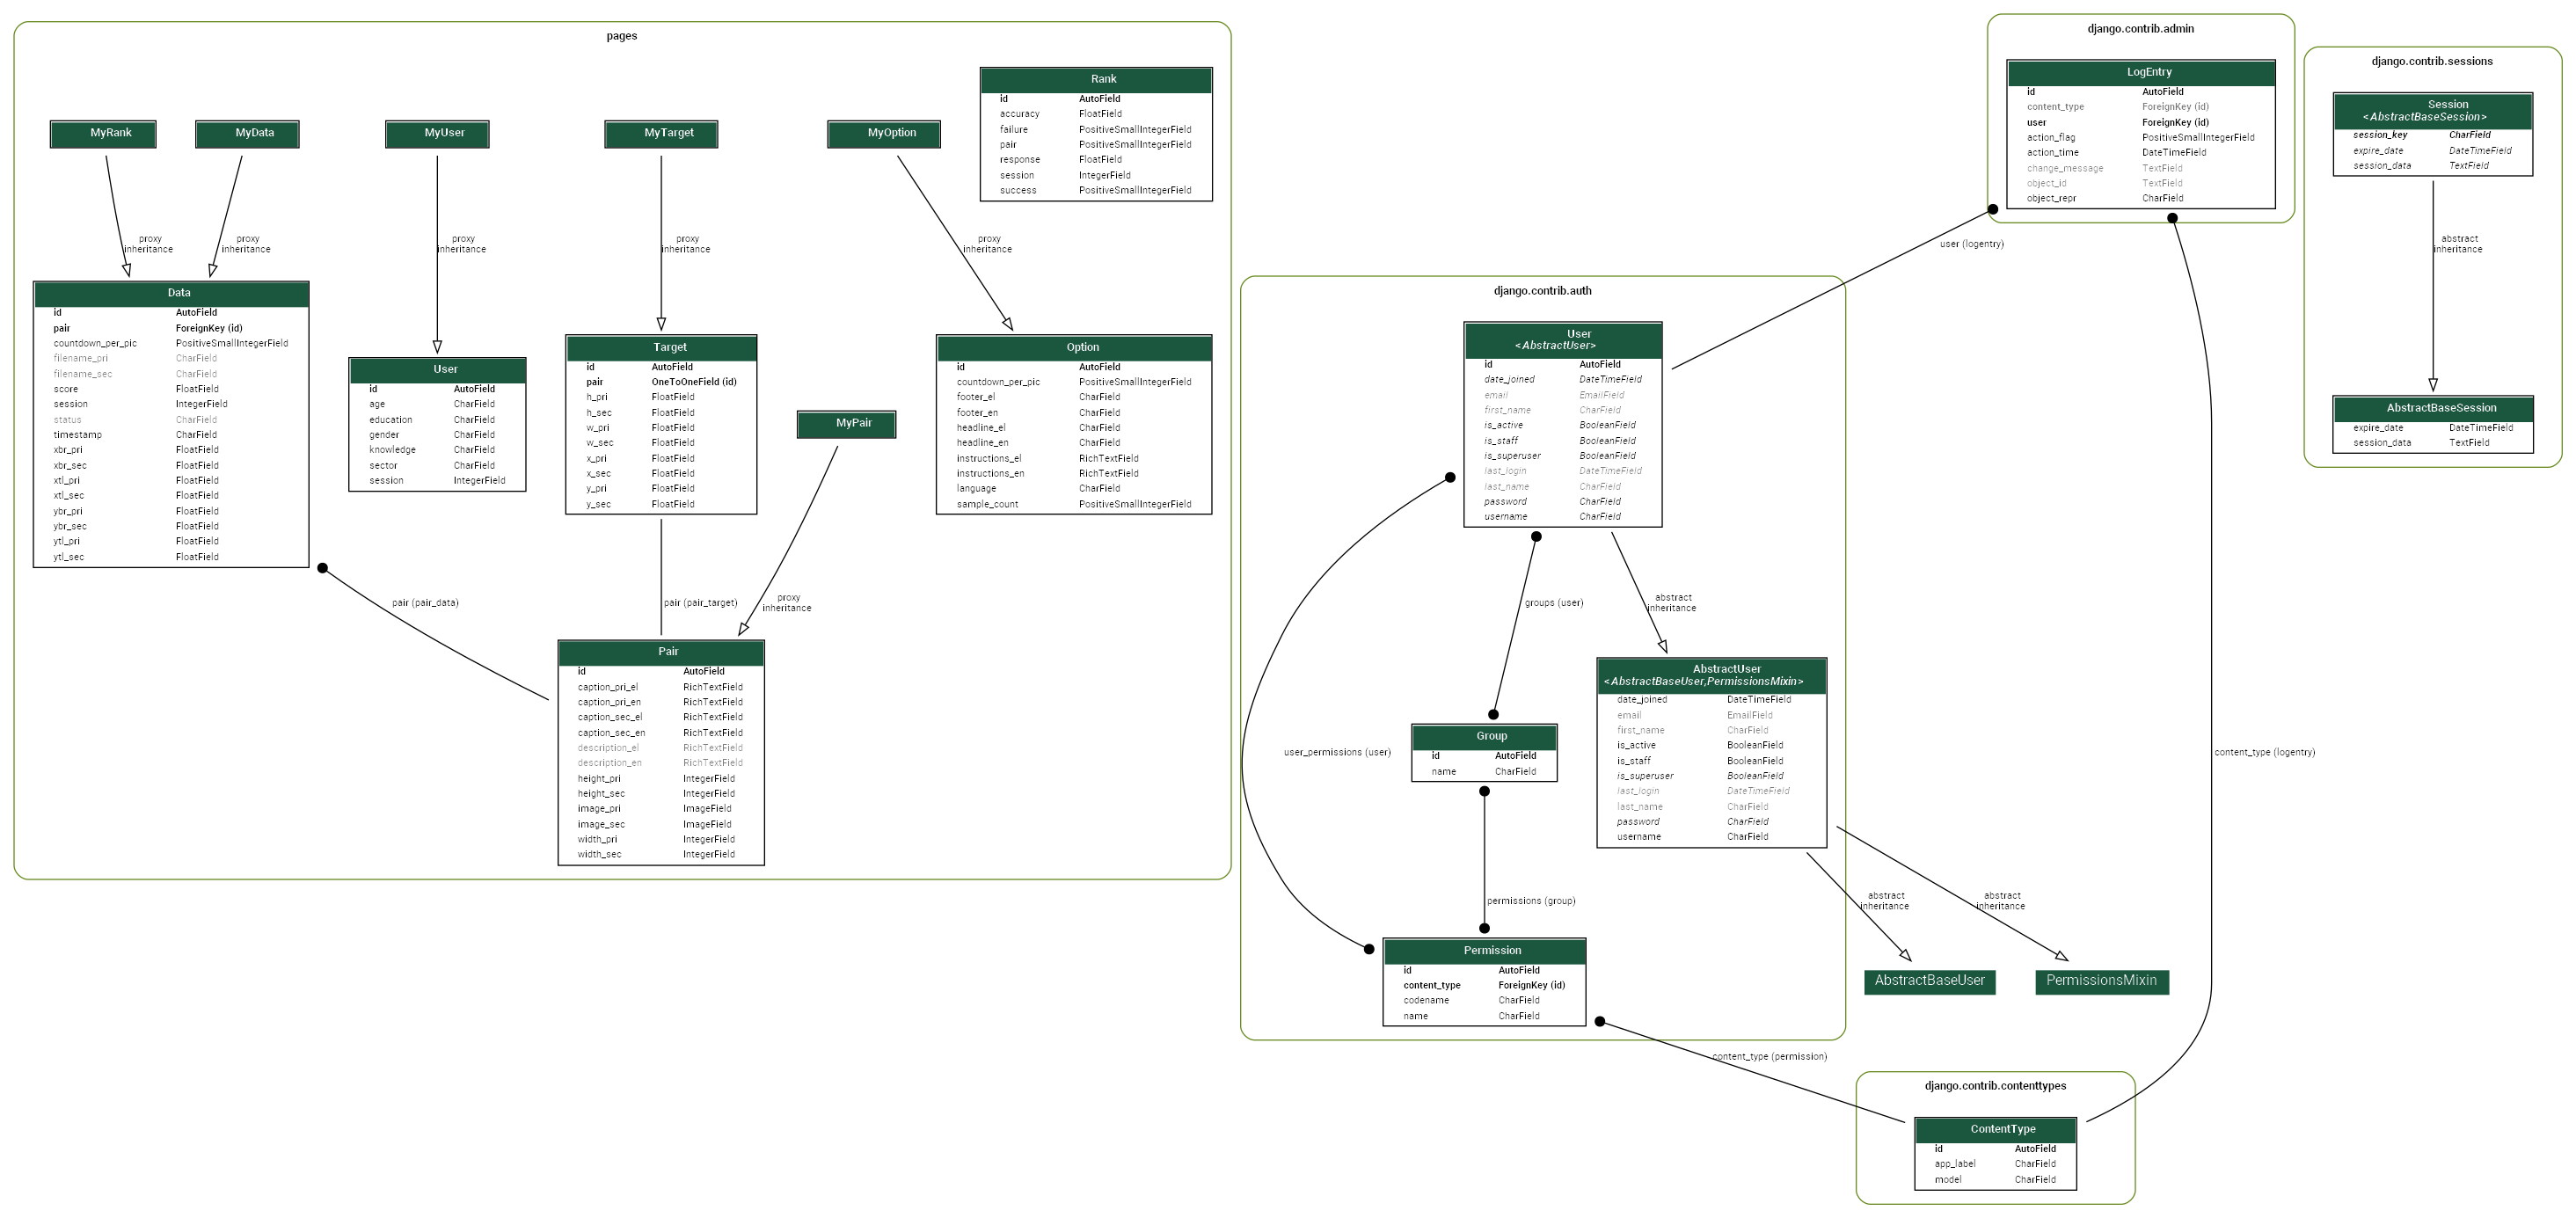 pages
Rank
id AutoField
accuracy FloatField
failure PositiveSmallIntegerField
pair PositiveSmallIntegerField
response FloatField
session IntegerField
success PositiveSmallIntegerField
MyRank
MyData
MyUser
MyTarget
MyOption
proxy
inheritance
proxy
inheritance
proxy
inheritance
proxy
inheritance
proxy
inheritance
Data
id AutoField
pair ForeignKey (id)
countdown_per_pic PositiveSmallIntegerField
filename_pri CharField
filename_sec CharField
score FloatField
session IntegerField
status CharField
timestamp CharField
xbr_pri FloatField
xbr_sec FloatField
xtl_pri FloatField
xtl_sec FloatField
ybr_pri FloatField
ybr_sec FloatField
ytl_pri FloatField
ytl_sec FloatField
User
id AutoField
age CharField
education CharField
gender CharField
knowledge CharField
sector CharField
session IntegerField
Target
id AutoField
pair OneToOneField (id)
h_pri FloatField
h_sec FloatField
w_pri FloatField
w_sec FloatField
x_pri FloatField
x_sec FloatField
y_pri FloatField
y_sec FloatField
MyPair
Option
id AutoField
countdown_per_pic PositiveSmallIntegerField
footer_el CharField
footer_en CharField
headline_el CharField
headline_en CharField
instructions_el RichTextField
instructions_en RichTextField
language CharField
sample_count PositiveSmallIntegerField
pair (pair_data)
pair (pair_target)
proxy
inheritance
Pair
id AutoField
caption_pri_el RichTextField
caption_pri_en RichTextField
caption_sec_el RichTextField
caption_sec_en RichTextField
description_el RichTextField
description_en RichTextField
height_pri IntegerField
height_sec IntegerField
image_pri ImageField
image_sec ImageField
width_pri IntegerField
width_sec IntegerField
django.contrib.admin
LogEntry
id AutoField
content_type ForeignKey (id)
user ForeignKey (id)
action_flag PositiveSmallIntegerField
action_time DateTimeField
change_message TextField
object_id TextField
object_repr CharField
user (logentry)
django.contrib.sessions
Session
<AbstractBaseSession>
session_key CharField
expire_date DateTimeField
session_data TextField
abstract
inheritance
AbstractBaseSession
expire_date DateTimeField
session_data TextField
django.contrib.auth
User
<AbstractUser>
id AutoField
date_joined DateTimeField
email EmailField
first_name CharField
is_active BooleanField
is_staff BooleanField
is_superuser BooleanField
last_login DateTimeField
last_name CharField
password CharField
username CharField
groups (user)
abstract
inheritance
AbstractUser
<AbstractBaseUser,PermissionsMixin>
date_joined DateTimeField
email EmailField
first_name CharField
is_active BooleanField
is_staff BooleanField
is_superuser BooleanField
last_login DateTimeField
last_name CharField
password CharField
username CharField
Group
id AutoField
name CharField
user_permissions (user)
content_type (logentry)
permissions (group)
abstract
inheritance
abstract
inheritance
Permission
id AutoField
content_type ForeignKey (id)
codename CharField
name CharField
AbstractBaseUser
PermissionsMixin
content_type (permission)
django.contrib.contenttypes
ContentType
id AutoField
app_label CharField
model CharField